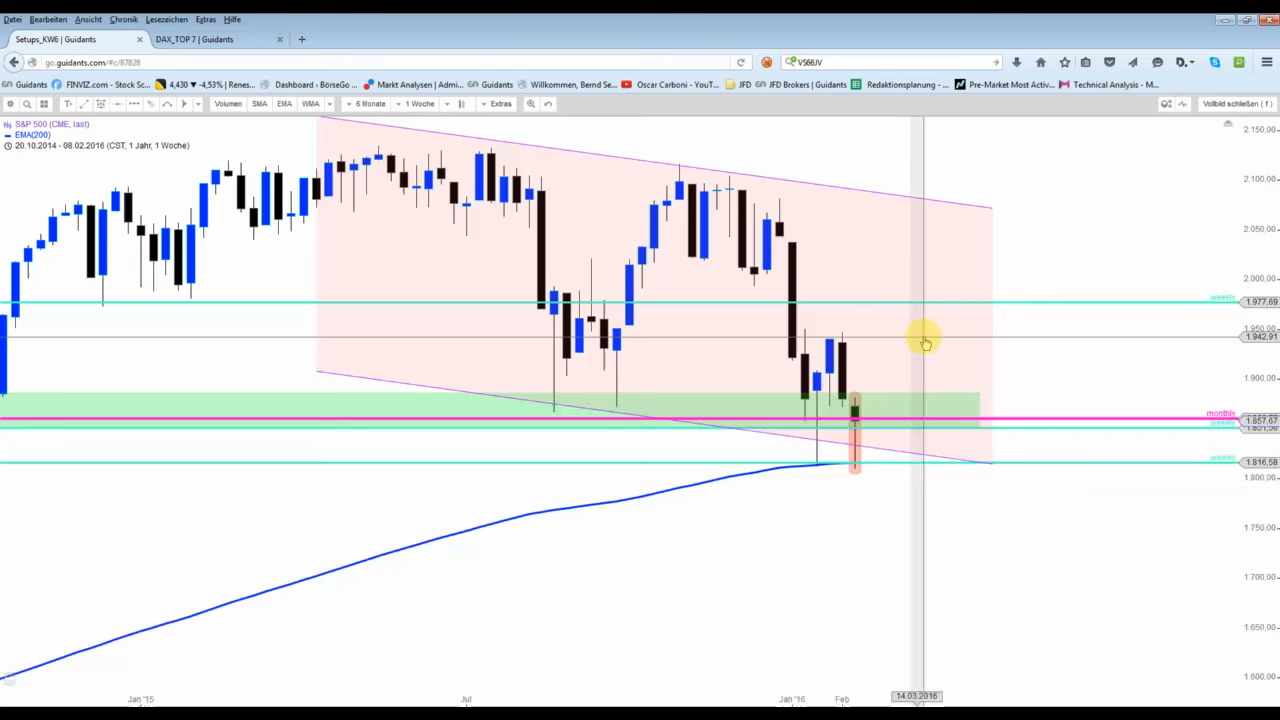 Datei Bearbeiten Ansicht Chronik Lesezeichen Extras Hilfe
Setups_KW6 | Guidants × DAX_TOP 7 | Guidants × +
go.guidants.com/#c/87828 VS66JV
Guidants FINVIZ.com - Stock Sc... 4,430 ▼ -4,53% | Renes... Dashboard ‹ BörseGo ... Markt Analysen | Admi... Guidants Willkommen, Bernd Se... Oscar Carboni - YouT... JFD JFD Brokers | Guidants Redaktionsplanung - ... Pre-Market Most Activ... Technical Analysis - M...
Volumen SMA EMA WMA 6 Monate 1 Woche Extras Vollbild schließen ( f )
S&P 500 (CME, last)
EMA(200)
20.10.2014 - 08.02.2016 (CST, 1 Jahr, 1 Woche)
2.150,00
2.100,00
2.050,00
2.000,00
weekly
1.977,69
1.950,00
1.942,91
1.900,00
monthly
1.857,67
weekly
weekly
1.816,58
1.800,00
1.750,00
1.700,00
1.650,00
1.600,00
Jan '15 Jul Jan '16 Feb 14.03.2016